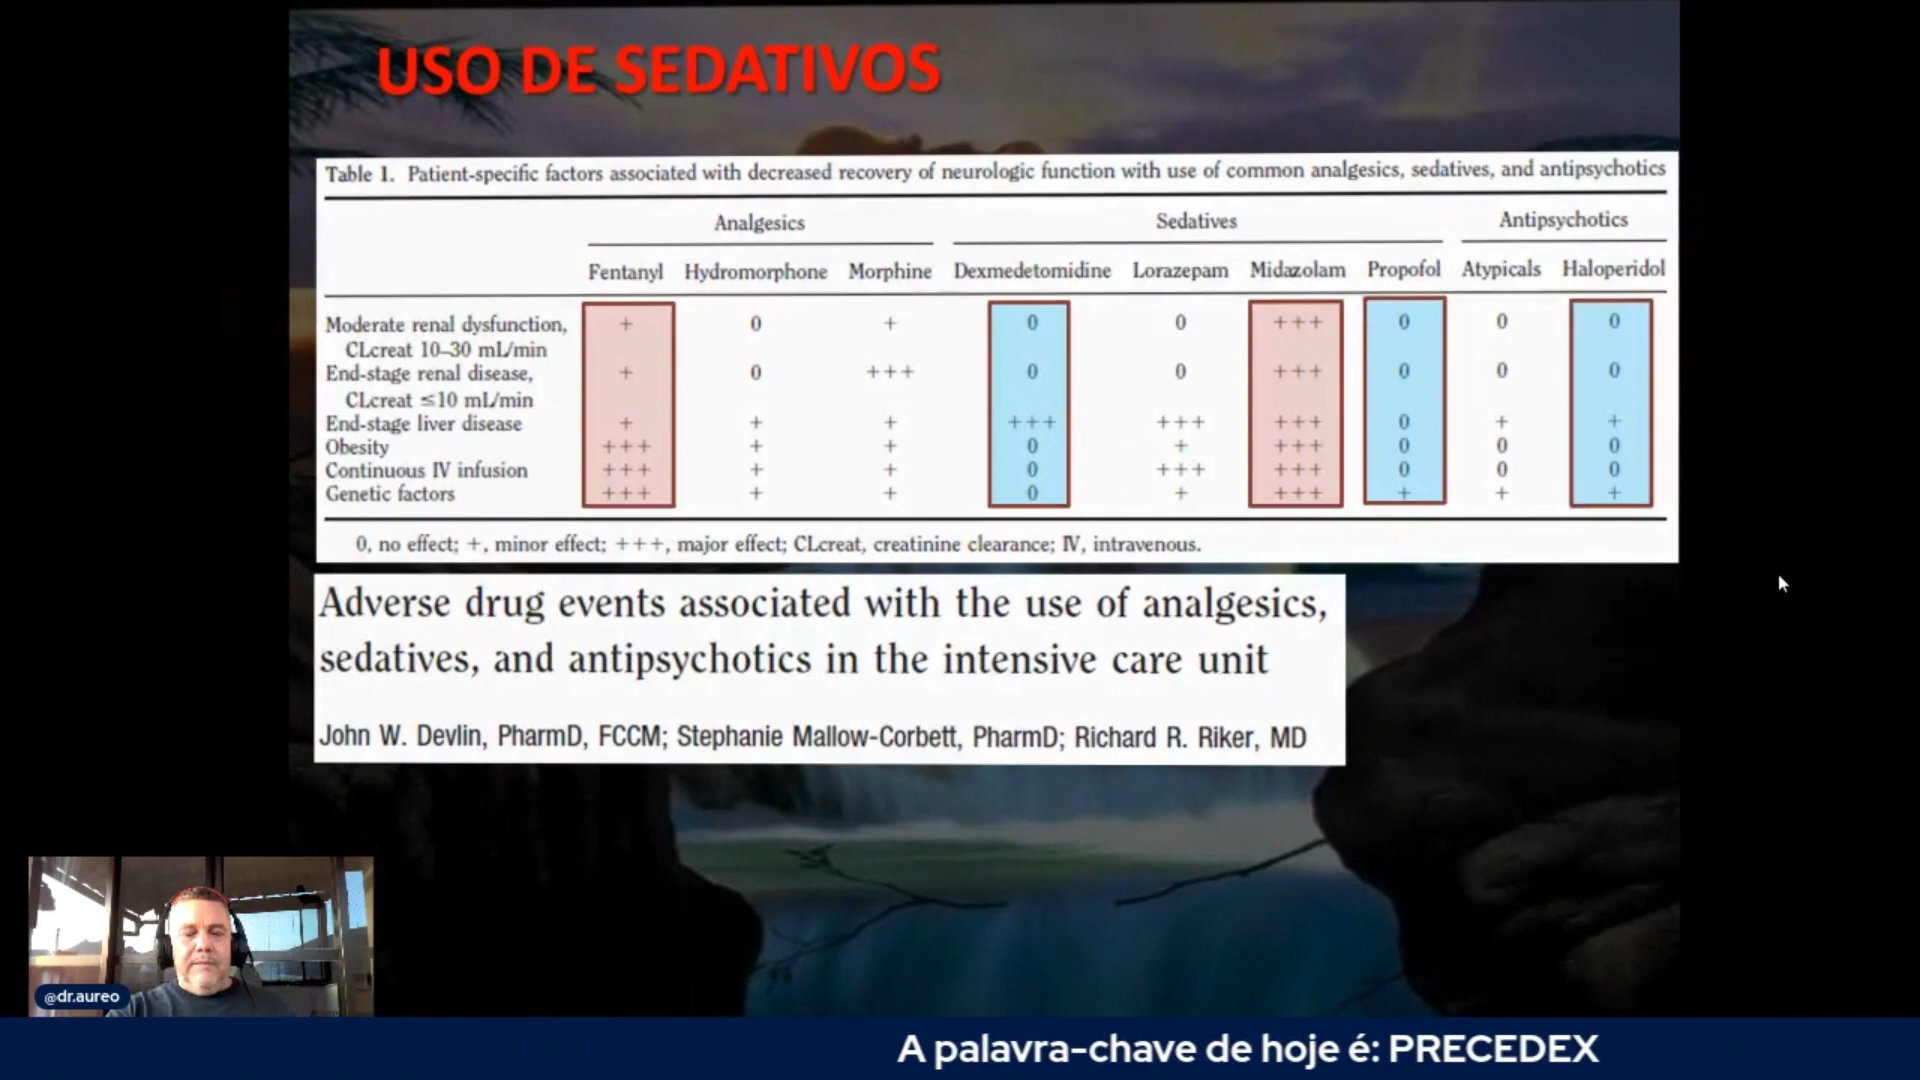 USO DE SEDATIVOS
Table 1. Patient-specific factors associated with decreased recovery of neurologic function with use of common analgesics, sedatives, and antipsychotics
Analgesics Sedatives Antipsychotics
Fentanyl Hydromorphone Morphine Dexmedetomidine Lorazepam Midazolam Propofol Atypicals Haloperidol
Moderate renal dysfunction, + 0 + 0 0 +++ 0 0 0
CLcreat 10–30 mL/min
End-stage renal disease, + 0 +++ 0 0 +++ 0 0 0
CLcreat ≤10 mL/min
End-stage liver disease + + + +++ +++ +++ 0 + +
Obesity +++ + + 0 + +++ 0 0 0
Continuous IV infusion +++ + + 0 +++ +++ 0 0 0
Genetic factors +++ + + 0 + +++ + + +
0, no effect; +, minor effect; +++, major effect; CLcreat, creatinine clearance; IV, intravenous.
Adverse drug events associated with the use of analgesics,
sedatives, and antipsychotics in the intensive care unit
John W. Devlin, PharmD, FCCM; Stephanie Mallow-Corbett, PharmD; Richard R. Riker, MD
@dr.aureo
A palavra-chave de hoje é: PRECEDEX